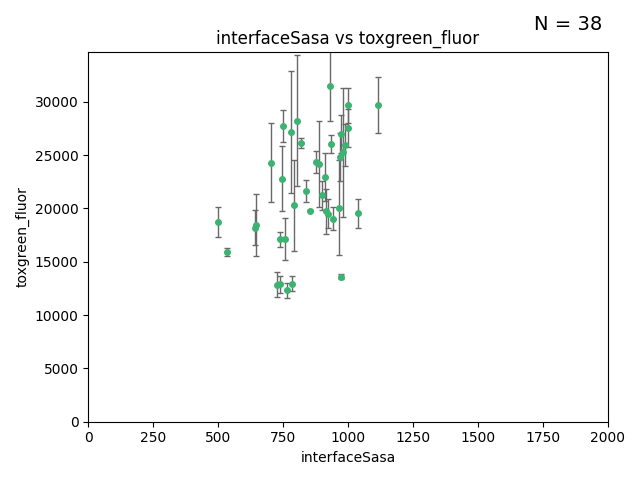 N = 38
interfaceSasa vs toxgreen_fluor
30000
25000
20000
15000
10000
5000
0
toxgreen_fluor
0 250 500 750 1000 1250 1500 1750 2000
interfaceSasa